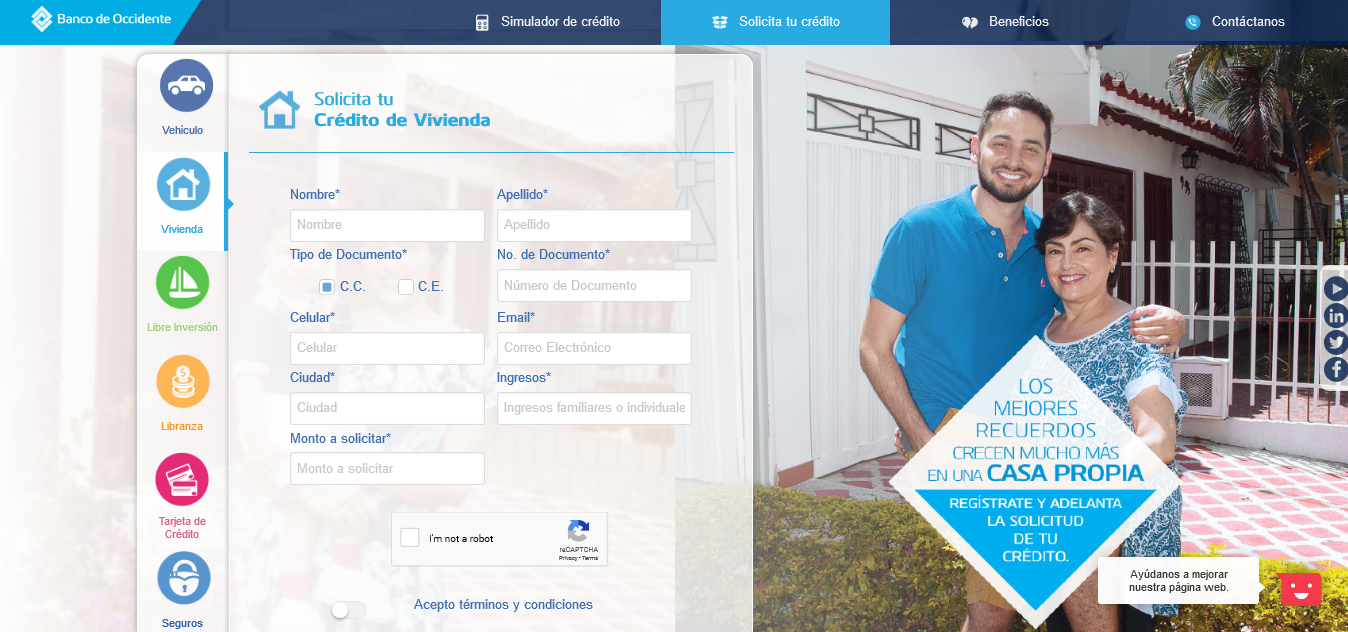 Banco de Occidente
Simulador de crédito
Solicita tu crédito
Beneficios
Contáctanos
Vehículo
Vivienda
Libre Inversión
Libranza
Tarjeta de
Crédito
Seguros
Solicita tu
Crédito de Vivienda
Nombre*
Apellido*
Nombre
Apellido
Tipo de Documento*
No. de Documento*
C.C.
C.E.
Número de Documento
Celular*
Email*
Celular
Correo Electrónico
Ciudad*
Ingresos*
Ciudad
Ingresos familiares o individuale
Monto a solicitar*
Monto a solicitar
I'm not a robot
reCAPTCHA
Privacy - Terms
Acepto términos y condiciones
LOS
MEJORES
RECUERDOS
CRECEN MUCHO MÁS
EN UNA CASA PROPIA
REGÍSTRATE Y ADELANTA
LA SOLICITUD
DE TU
CRÉDITO.
Ayúdanos a mejorar
nuestra página web.